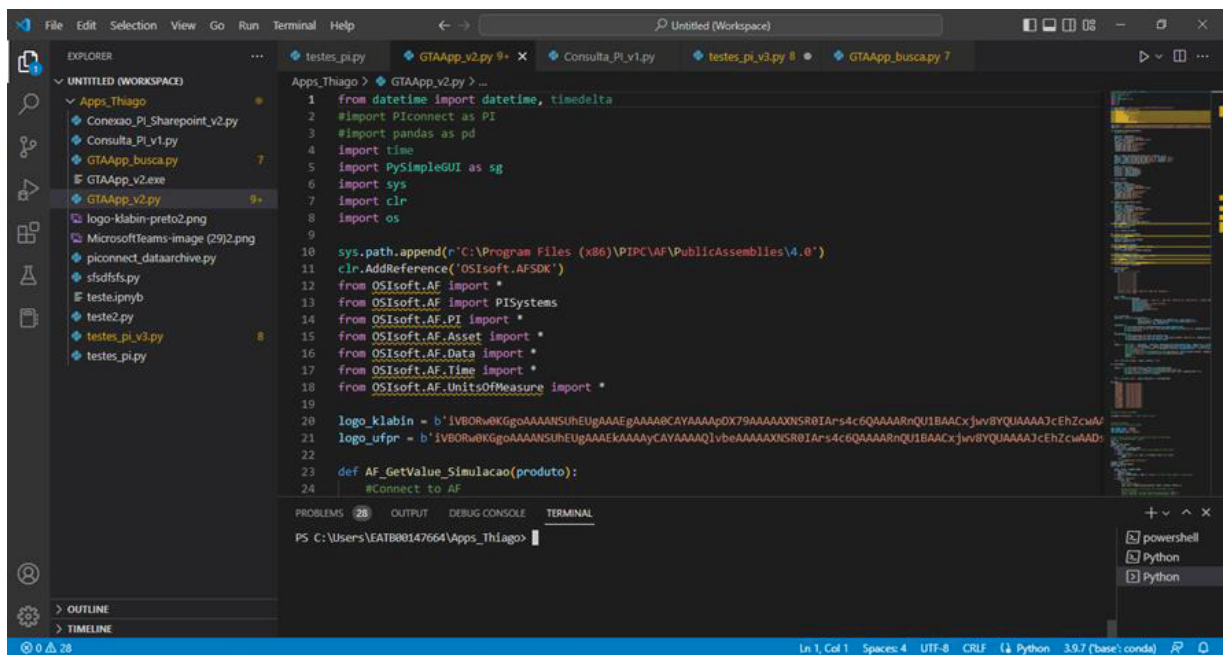 File Edit Selection View Go Run Terminal Help
Untitled (Workspace)
EXPLORER
UNTITLED (WORKSPACE)
Apps_Thiago
Conexao_PI_Sharepoint_v2.py
Consulta_PI_v1.py
GTAApp_busca.py 7
GTAApp_v2.exe
GTAApp_v2.py 9+
logo-klabin-preto2.png
MicrosoftTeams-image (29)2.png
piconnect_dataarchive.py
sfsdfsfs.py
teste.ipnyb
teste2.py
testes_pi_v3.py 8
testes_pi.py
OUTLINE
TIMELINE
testes_pi.py GTAApp_v2.py 9+ Consulta_PI_v1.py testes_pi_v3.py 8 GTAApp_busca.py 7
Apps_Thiago > GTAApp_v2.py > ...
1 from datetime import datetime, timedelta
2 #import PIconnect as PI
3 #import pandas as pd
4 import time
5 import PySimpleGUI as sg
6 import sys
7 import clr
8 import os
9
10 sys.path.append(r'C:\Program Files (x86)\PIPC\AF\PublicAssemblies\4.0')
11 clr.AddReference('OSIsoft.AFSDK')
12 from OSIsoft.AF import *
13 from OSIsoft.AF import PISystems
14 from OSIsoft.AF.PI import *
15 from OSIsoft.AF.Asset import *
16 from OSIsoft.AF.Data import *
17 from OSIsoft.AF.Time import *
18 from OSIsoft.AF.UnitsOfMeasure import *
19
20 logo_klabin = b'
21 logo_ufpr = b'
22
23 def AF_GetValue_Simulacao(produto):
24 #Connect to AF
PROBLEMS 28 OUTPUT DEBUG CONSOLE TERMINAL
PS C:\Users\EATB00147664\Apps_Thiago>
powershell
Python
Python
0 28
Ln 1, Col 1 Spaces: 4 UTF-8 CRLF Python 3.9.7 ('base': conda)